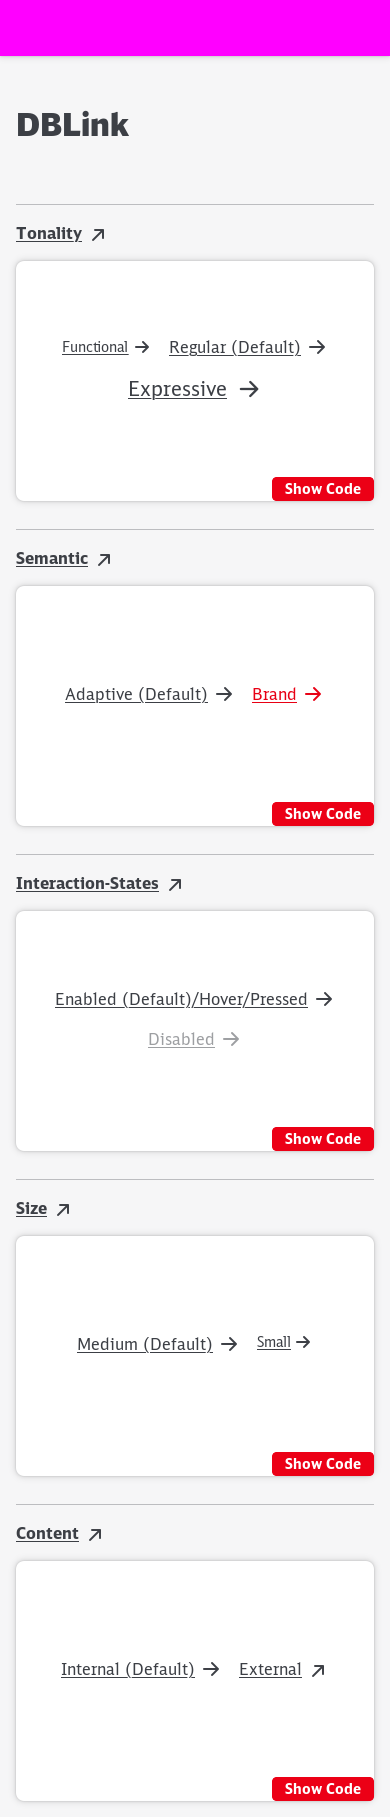 DBLink
Tonality
Functional Regular (Default)
Expressive
Show Code
Semantic
Adaptive (Default) Brand
Show Code
Interaction-States
Enabled (Default)/Hover/Pressed
Disabled
Show Code
Size
Medium (Default) Small
Show Code
Content
Internal (Default) External
Show Code